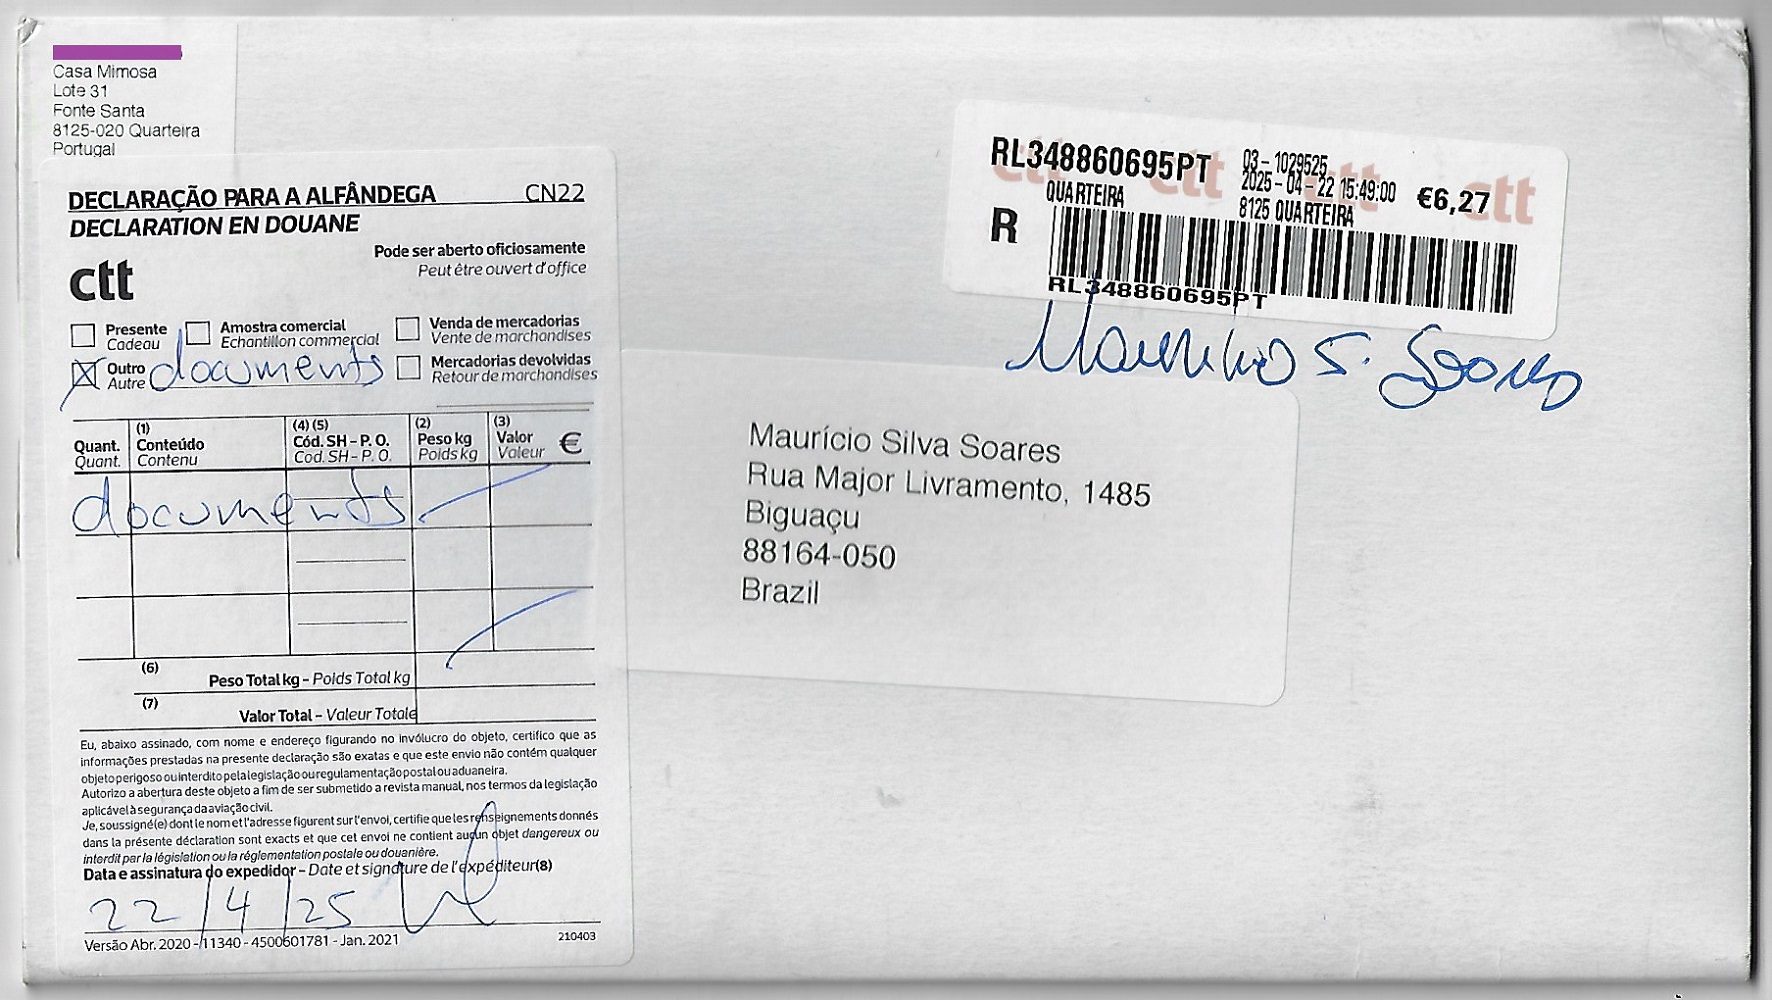 Casa Mimosa
Lote 31
Fonte Santa
8125-020 Quarteira
Portugal
DECLARAÇÃO PARA A ALFÂNDEGA CN22
DECLARATION EN DOUANE
Pode ser aberto oficiosamente
Peut être ouvert d'office
ctt
Presente
Cadeau
Amostra comercial
Echantillon commercial
Venda de mercadorias
Vente de marchandises
Outro
Autre
documents
Mercadorias devolvidas
Retour de marchandises
Quant.
Quant.
(1)
Conteúdo
Contenu
(4) (5)
Cód. SH - P. O.
Cod. SH - P. O.
(2)
Peso kg
Poids kg
(3)
Valor
Valeur
€
documents
(6)
Peso Total kg - Poids Total kg
(7)
Valor Total - Valeur Totale
Eu, abaixo assinado, com nome e endereço figurando no invólucro do objeto, certifico que as
informações prestadas na presente declaração são exatas e que este envio não contém qualquer
objeto perigoso ou interdito pela legislação ou regulamentação postal ou aduaneira.
Autorizo a abertura deste objeto a fim de ser submetido a revista manual, nos termos da legislação
aplicável à segurança da aviação civil.
Je, soussigné(e) dont le nom et l'adresse figurent sur l'envoi, certifie que les renseignements donnés
dans la présente déclaration sont exacts et que cet envoi ne contient aucun objet dangereux ou
interdit par la législation ou la réglementation postale ou douanière.
Data e assinatura do expedidor - Date et signature de l'expéditeur(8)
22/4/25
Versão Abr. 2020 - 11340 - 4500601781 - Jan. 2021 210403
RL348860695PT
QUARTEIRA
03-1029525
2025-04-22 15:49:00
8125 QUARTEIRA
€6,27
ctt ctt ctt ctt
R
RL348860695PT
Maurício S. Soares
Maurício Silva Soares
Rua Major Livramento, 1485
Biguaçu
88164-050
Brazil